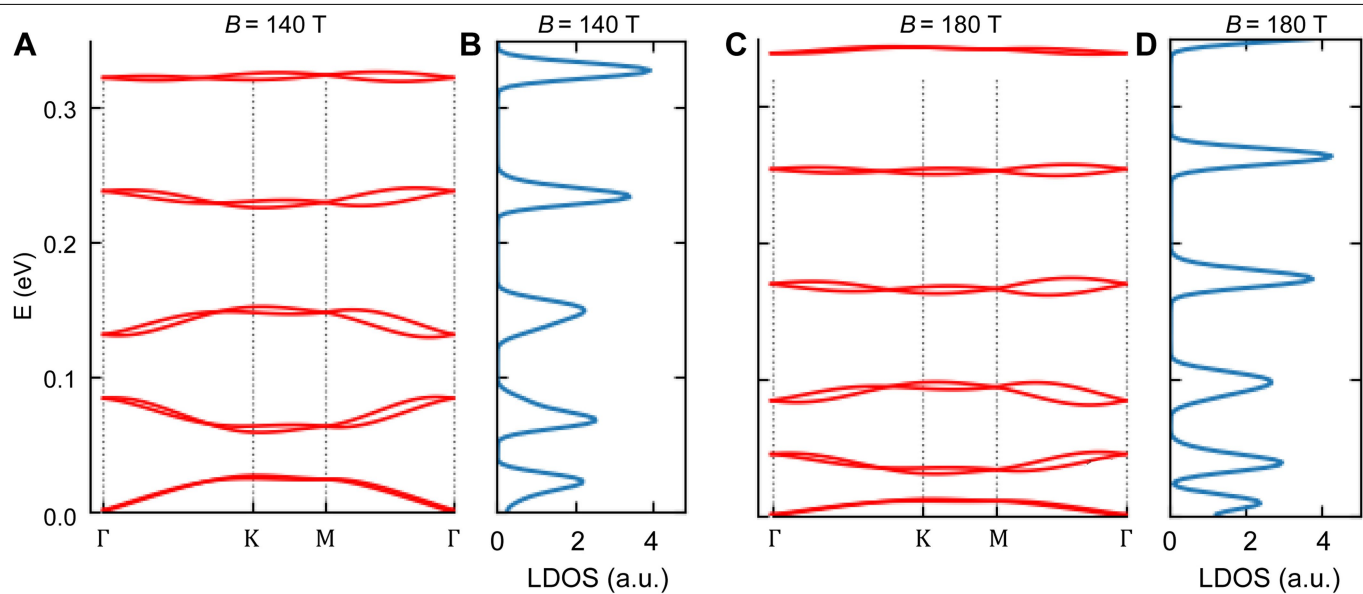 A
B = 140 T
B
B = 140 T
C
B = 180 T
D
B = 180 T
E (eV)
0.3
0.2
0.1
0.0
Γ K M Γ
0 2 4
LDOS (a.u.)
Γ K M Γ
0 2 4
LDOS (a.u.)